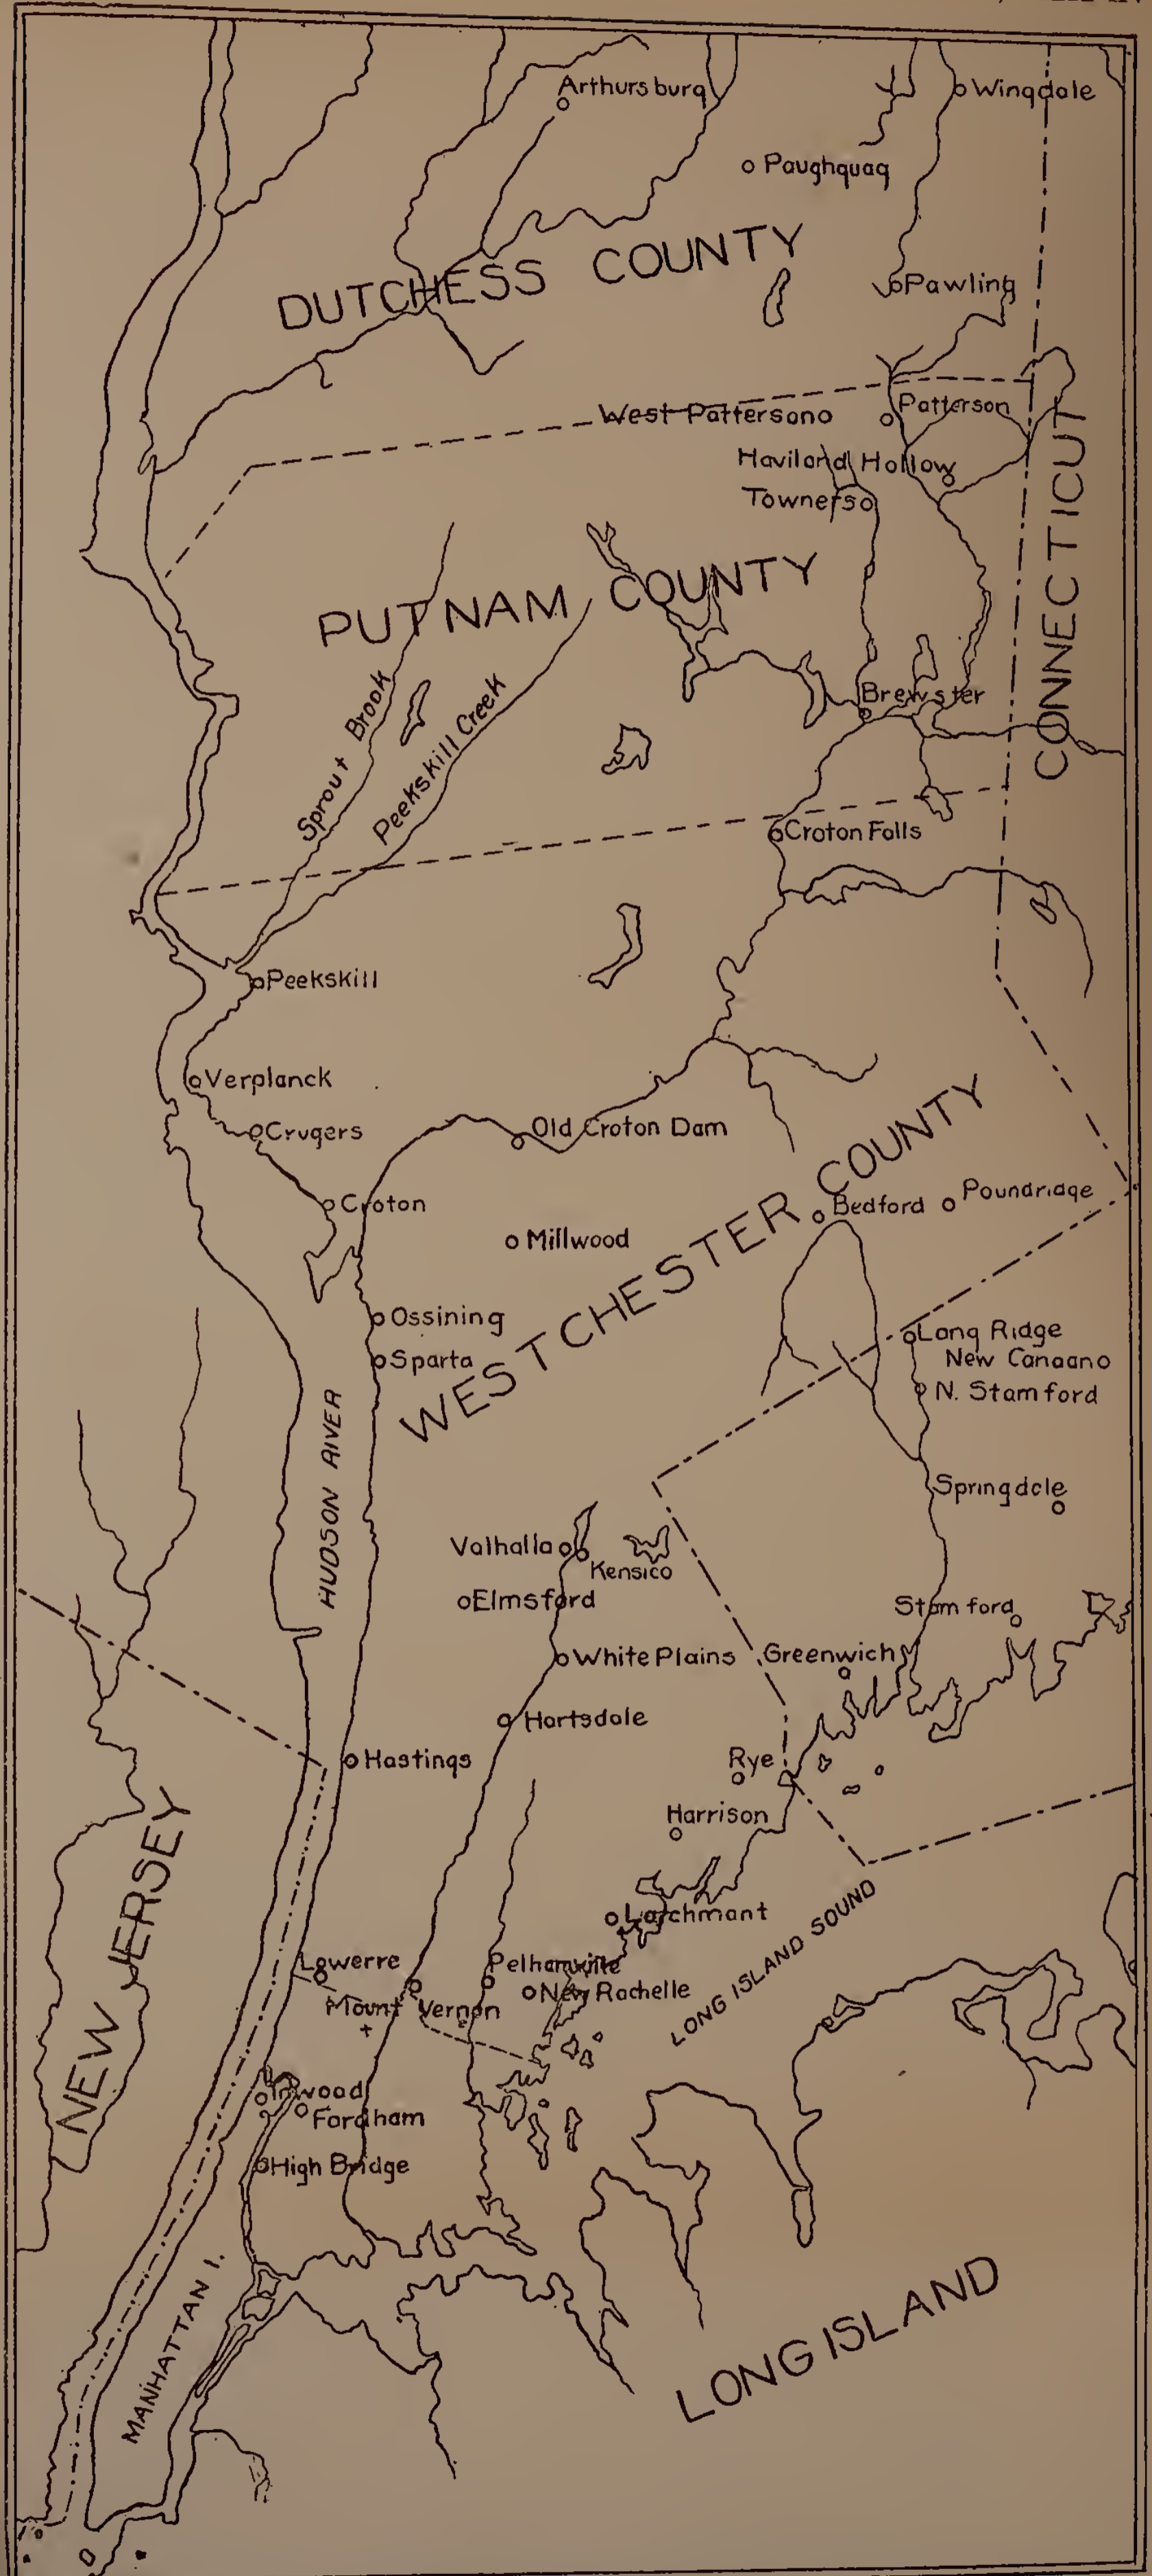 Arthursburg
Wingdale
Paughquag
DUTCHESS COUNTY
Pawling
West Patterson
Patterson
Haviland Hollow
Towners
CONNECTICUT
PUTNAM COUNTY
Sprout Brook
Peekskill Creek
Brewster
Croton Falls
Peekskill
Verplanck
Crugers
Old Croton Dam
Croton
Millwood
WESTCHESTER COUNTY
Bedford
Poundridge
Ossining
Sparta
Long Ridge
New Canaan
N. Stamford
HUDSON RIVER
Springdale
Valhalla
Kensico
Elmsford
Stamford
White Plains
Greenwich
Hartsdale
Hastings
Rye
Harrison
NEW JERSEY
Larchmont
LONG ISLAND SOUND
Lowerre
Pelhamville
New Rochelle
Mount Vernon
Inwood
Fordham
High Bridge
MANHATTAN I.
LONG ISLAND